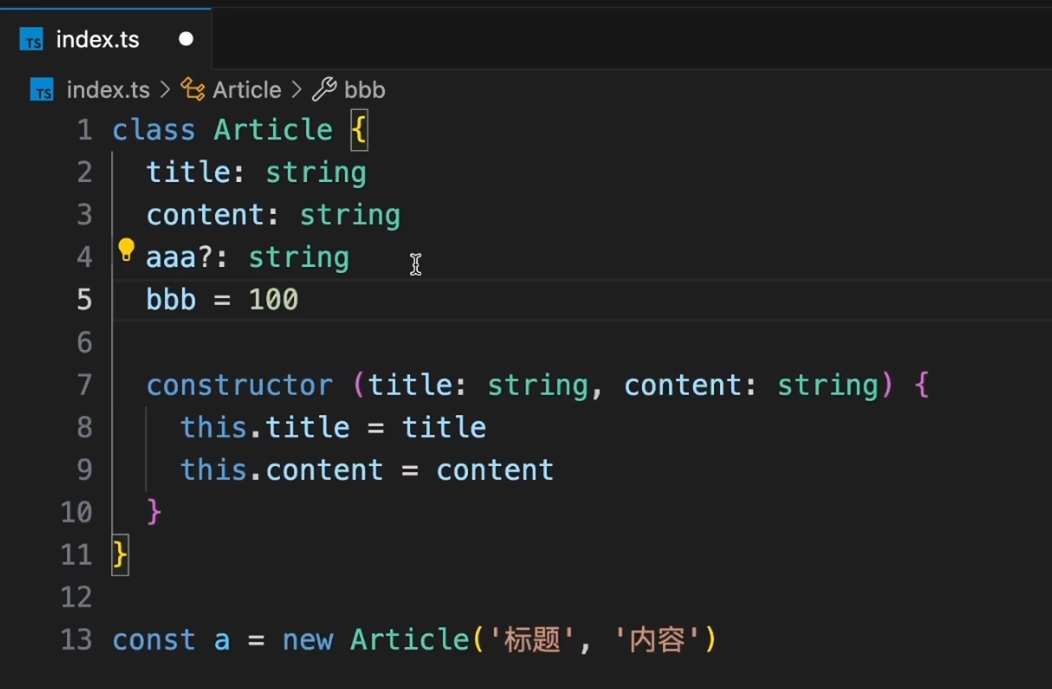 TS index.ts
TS index.ts > Article > bbb
1 class Article {
2   title: string
3   content: string
4   aaa?: string
5   bbb = 100
6
7   constructor (title: string, content: string) {
8     this.title = title
9     this.content = content
10   }
11 }
12
13 const a = new Article('标题', '内容')